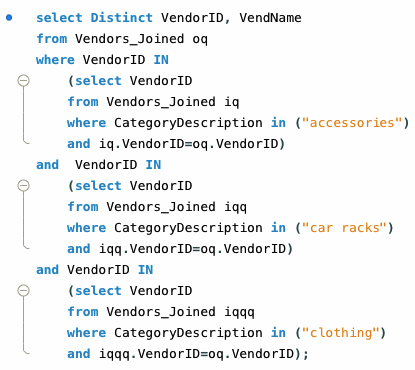 select Distinct VendorID, VendName
from Vendors_Joined oq
where VendorID IN
(select VendorID
from Vendors_Joined iq
where CategoryDescription in ("accessories")
and iq.VendorID=oq.VendorID)
and  VendorID IN
(select VendorID
from Vendors_Joined iqq
where CategoryDescription in ("car racks")
and iqq.VendorID=oq.VendorID)
and VendorID IN
(select VendorID
from Vendors_Joined iqqq
where CategoryDescription in ("clothing")
and iqqq.VendorID=oq.VendorID);